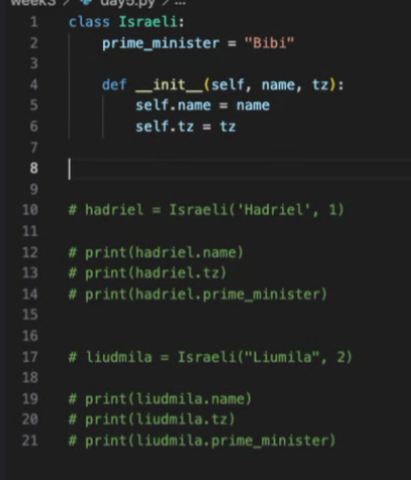 week3 > day5.py > ...
1 class Israeli:
2     prime_minister = "Bibi"
3
4     def __init__(self, name, tz):
5         self.name = name
6         self.tz = tz
7
8
9
10 # hadriel = Israeli('Hadriel', 1)
11
12 # print(hadriel.name)
13 # print(hadriel.tz)
14 # print(hadriel.prime_minister)
15
16
17 # liudmila = Israeli("Liumila", 2)
18
19 # print(liudmila.name)
20 # print(liudmila.tz)
21 # print(liudmila.prime_minister)